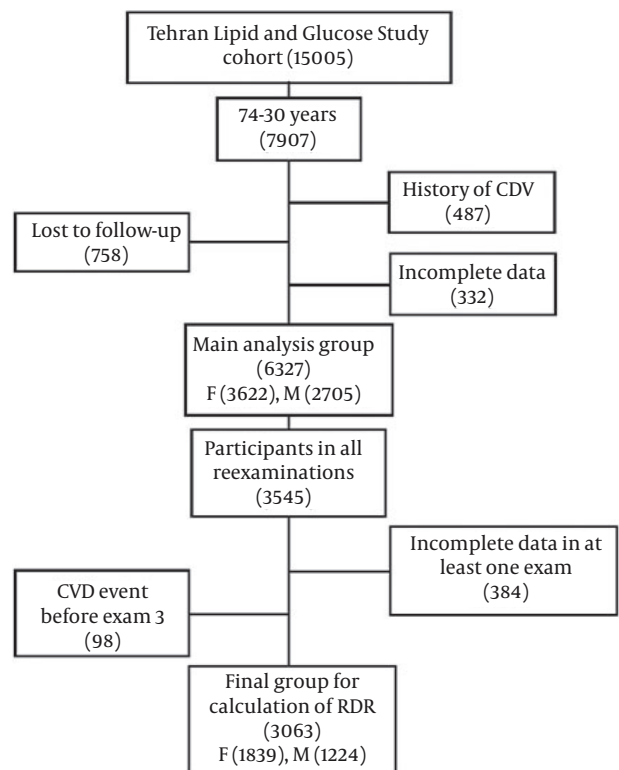 Tehran Lipid and Glucose Study
cohort (15005)
74-30 years
(7907)
History of CDV
(487)
Lost to follow-up
(758)
Incomplete data
(332)
Main analysis group
(6327)
F (3622), M (2705)
Participants in all
reexaminations
(3545)
Incomplete data in at
least one exam
(384)
CVD event
before exam 3
(98)
Final group for
calculation of RDR
(3063)
F (1839), M (1224)